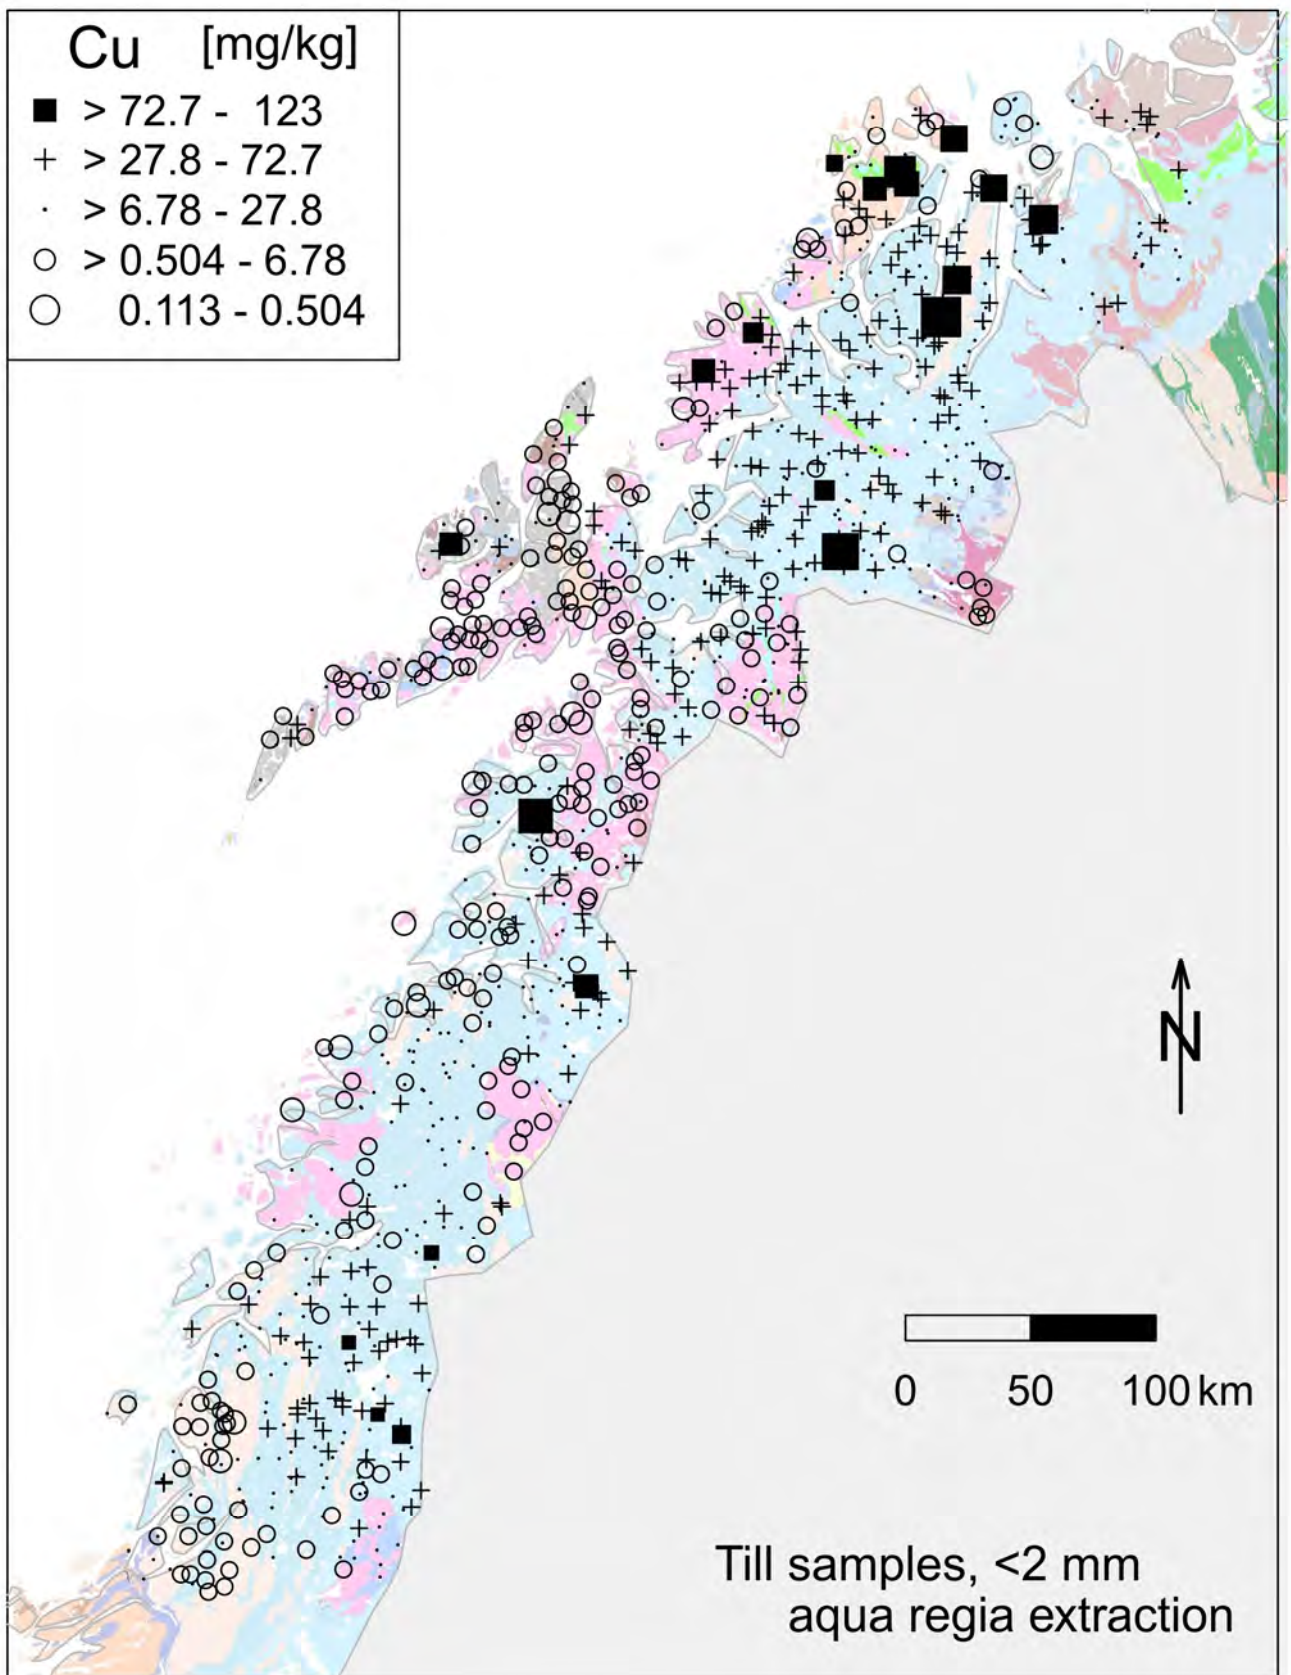 Cu [mg/kg]
> 72.7 - 123
> 27.8 - 72.7
> 6.78 - 27.8
> 0.504 - 6.78
0.113 - 0.504
N
0 50 100 km
Till samples, <2 mm
aqua regia extraction